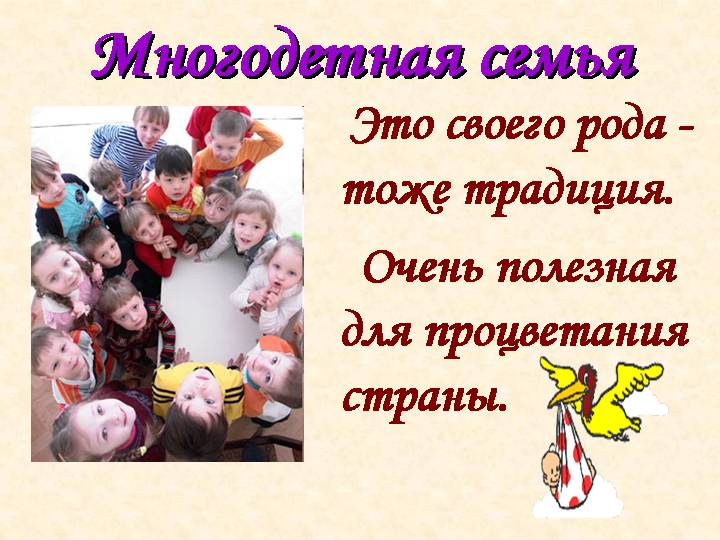 Многодетная семья
Это своего рода -
тоже традиция.
Очень полезная
для процветания
страны.